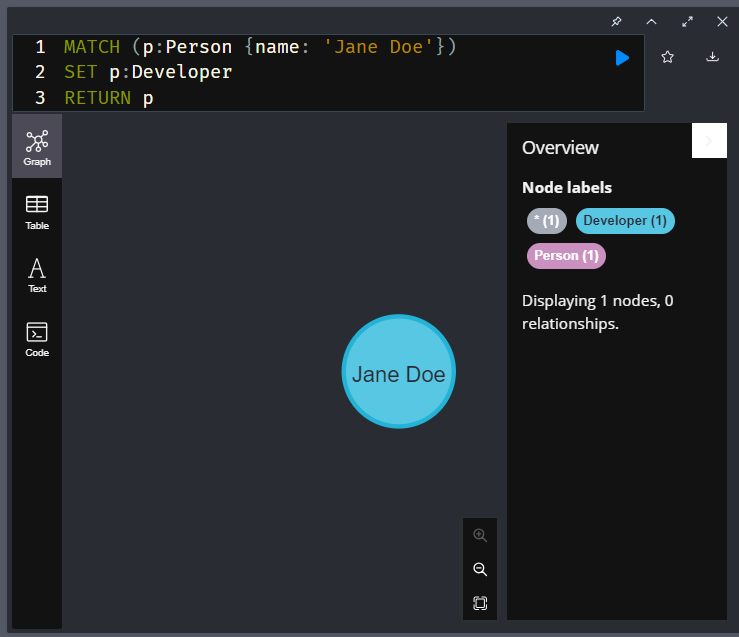 1 MATCH (p:Person {name: 'Jane Doe'})
2 SET p:Developer
3 RETURN p
Graph
Table
Text
Code
Jane Doe
Overview
Node labels
* (1) Developer (1)
Person (1)
Displaying 1 nodes, 0
relationships.